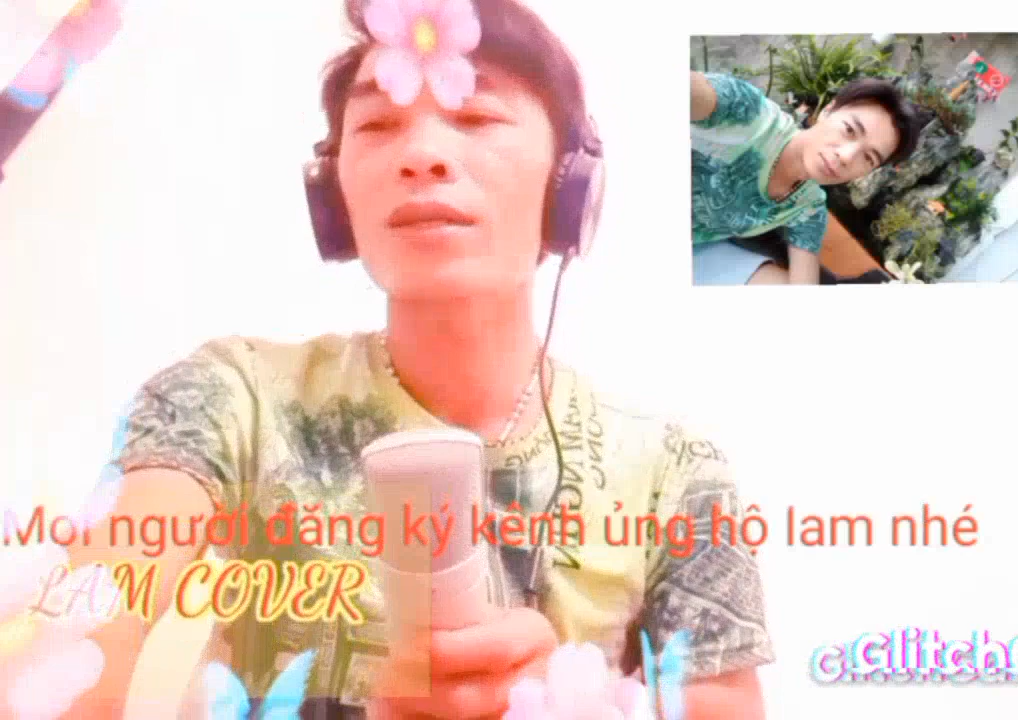 Mọi người đăng ký kênh ủng hộ lam nhé
LAM COVER
Glitch